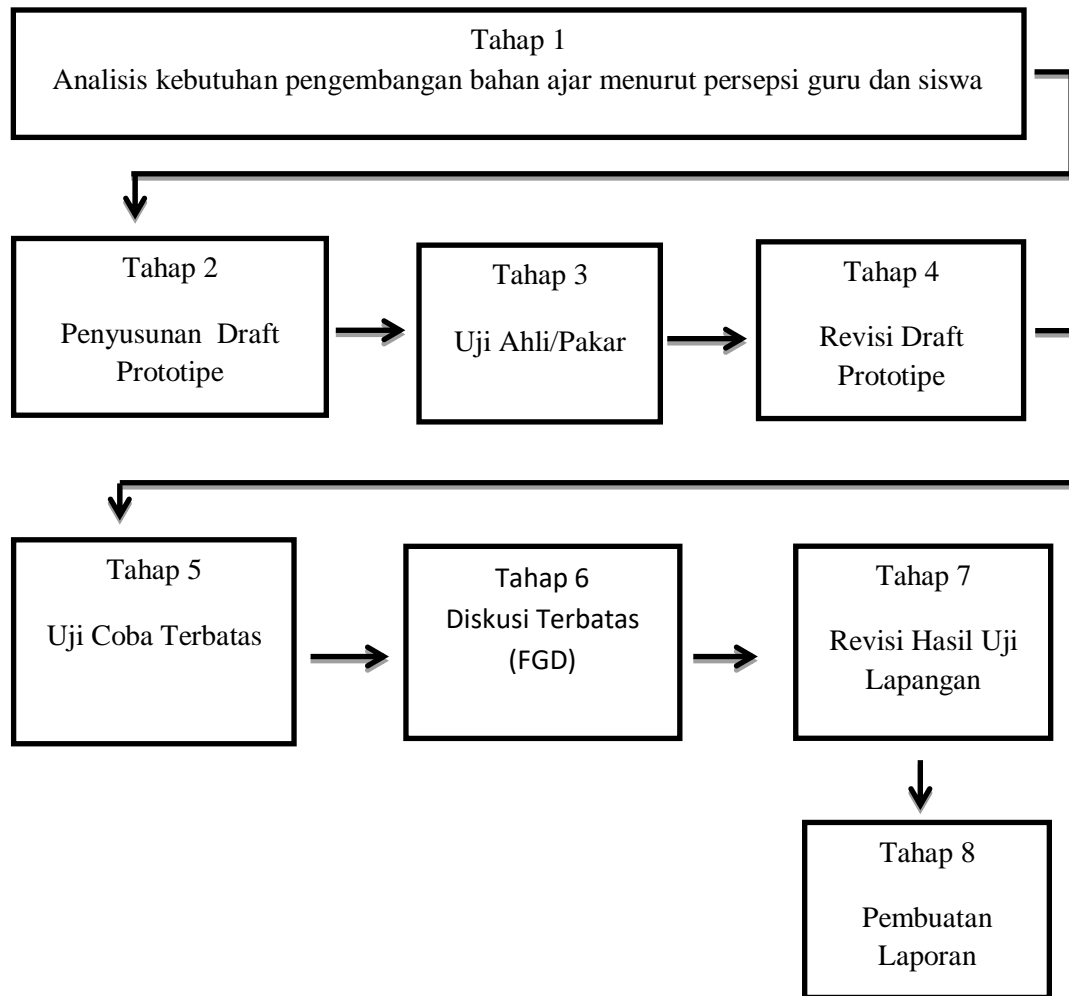 Tahap 1
Analisis kebutuhan pengembangan bahan ajar menurut persepsi guru dan siswa
Tahap 2
Penyusunan Draft
Prototipe
Tahap 3
Uji Ahli/Pakar
Tahap 4
Revisi Draft
Prototipe
Tahap 5
Uji Coba Terbatas
Tahap 6
Diskusi Terbatas
(FGD)
Tahap 7
Revisi Hasil Uji
Lapangan
Tahap 8
Pembuatan
Laporan